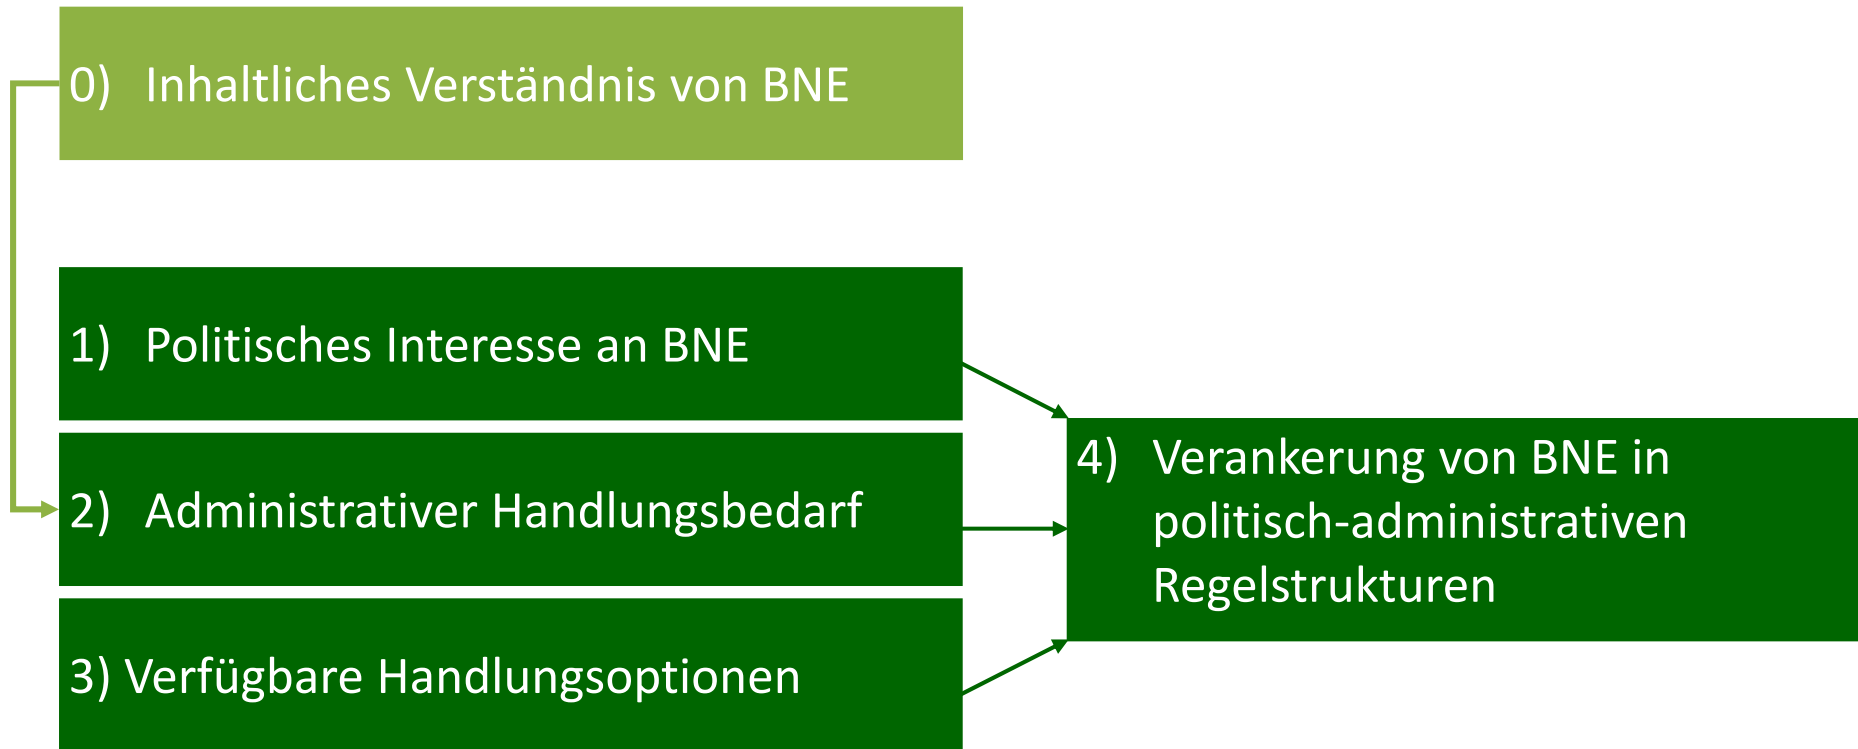 0) Inhaltliches Verständnis von BNE
1) Politisches Interesse an BNE
2) Administrativer Handlungsbedarf
3) Verfügbare Handlungsoptionen
4) Verankerung von BNE in
politisch-administrativen
Regelstrukturen